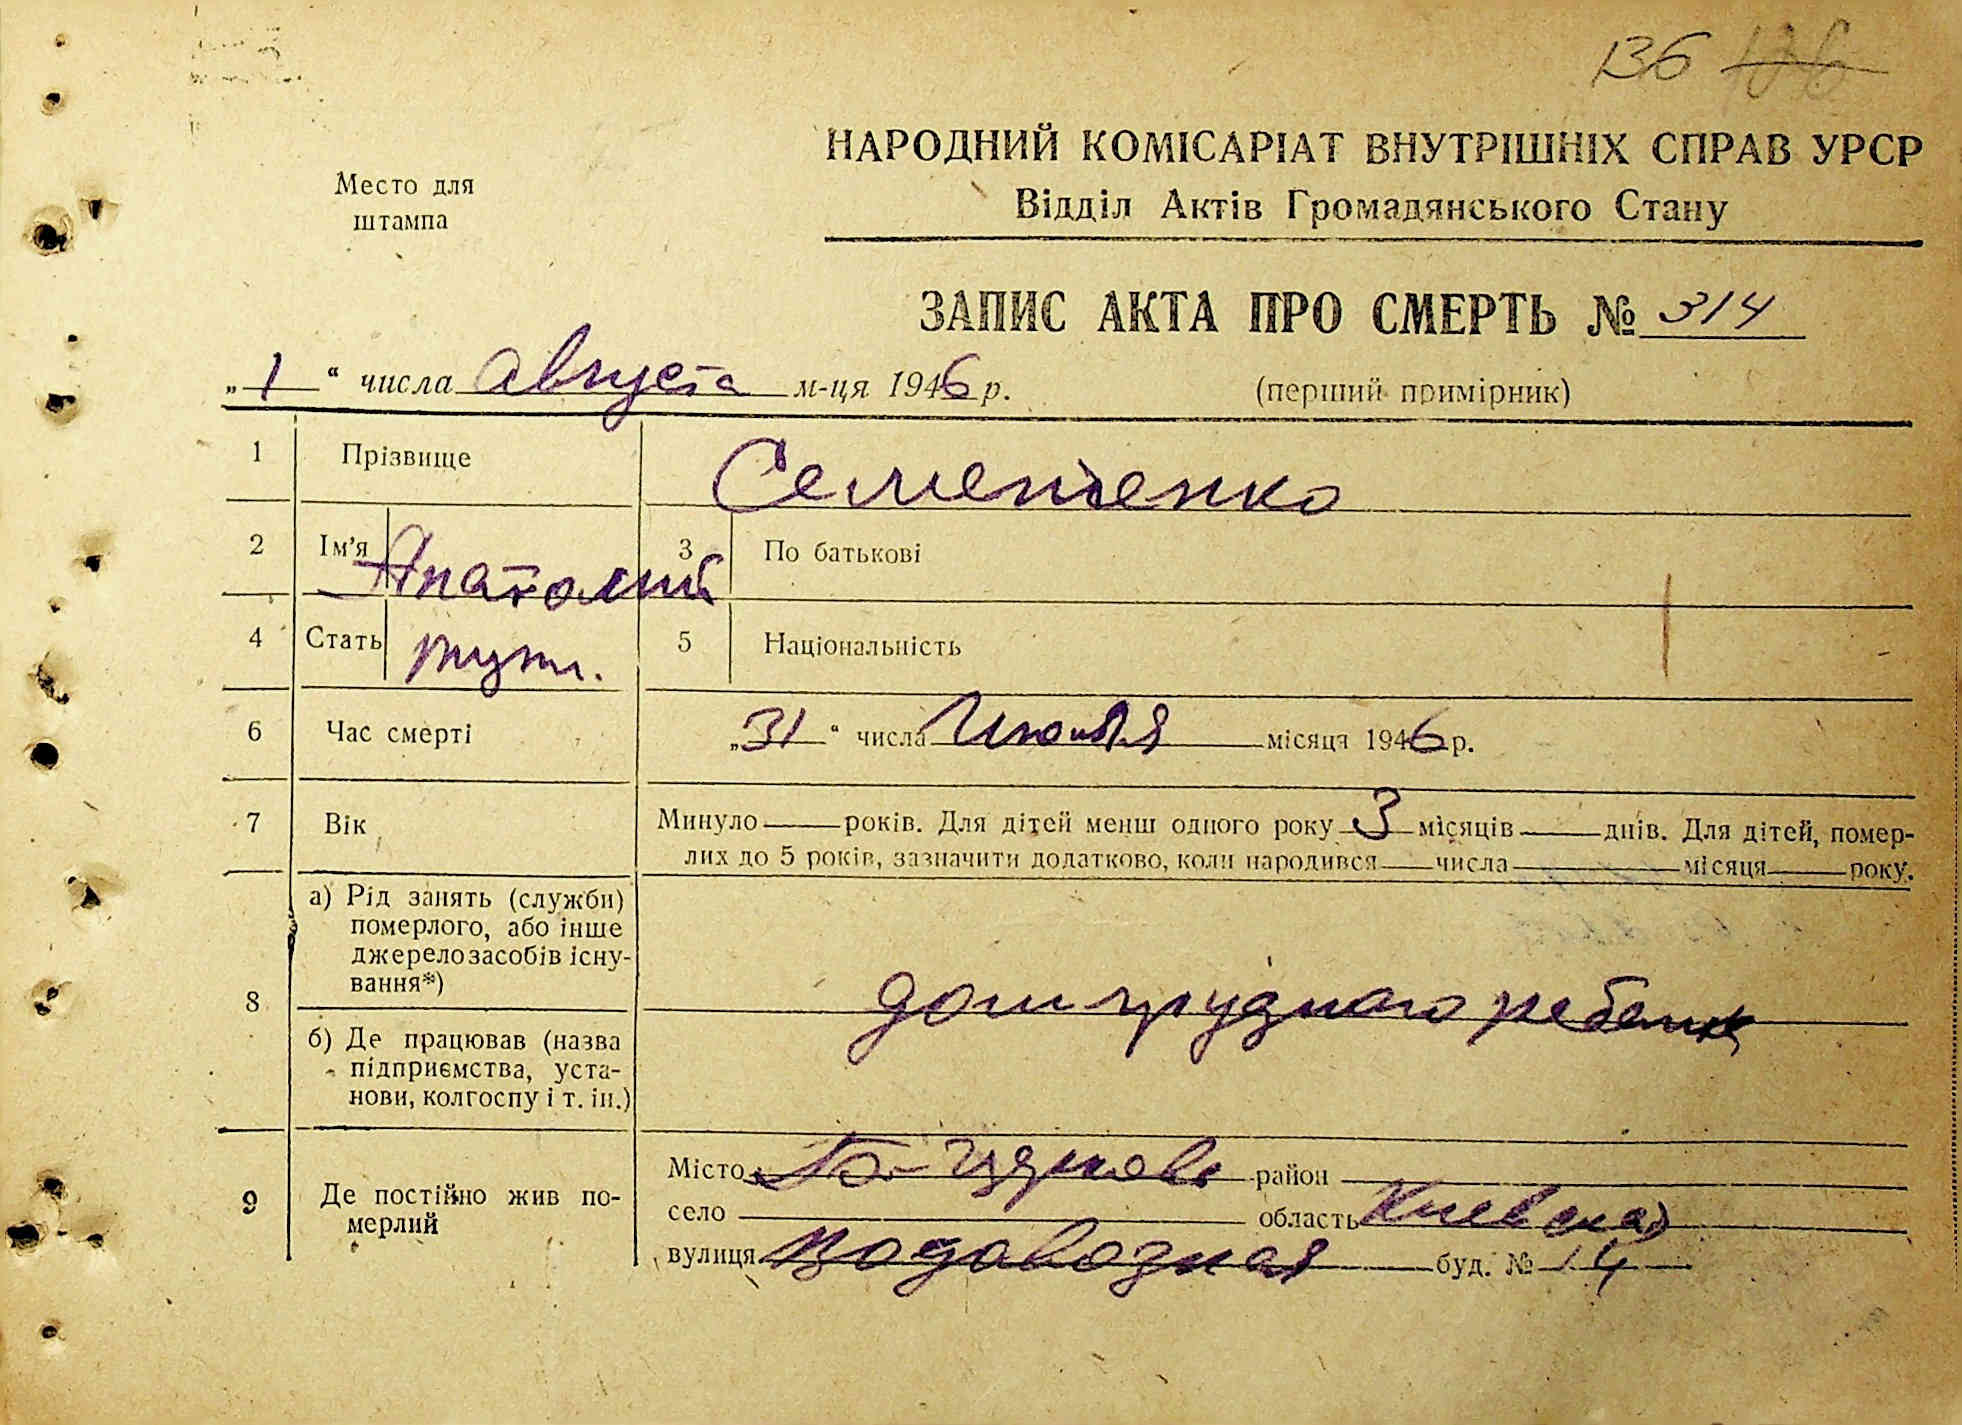 136
НАРОДНИЙ КОМІСАРІАТ ВНУТРІШНІХ СПРАВ УРСР
Место для
штампа
Відділ Актів Громадянського Стану
ЗАПИС АКТА ПРО СМЕРТЬ № 314
„1“ числа августа м-ця 1946 р.
(перший примірник)
1 Прізвище
2 Ім’я Анатолий 3 По батькові
4 Стать муж. 5 Національність
6 Час смерті „31“ числа Июля місяця 1946 р.
7 Вік Минуло — років. Для дітей менш одного року 3 місяців — днів. Для дітей, помер-
лих до 5 років, зазначити додатково, коли народився — числа — місяця — року.
8 а) Рід занять (служби)
померлого, або інше
джерело засобів існу-
вання*)
дом грудного ребенка
б) Де працював (назва
підприємства, уста-
нови, колгоспу і т. ін.)
9 Де постійно жив по-
мерлий
Місто Б-Церковь район
село область Киевская
вулиця Водоводная буд. № 14